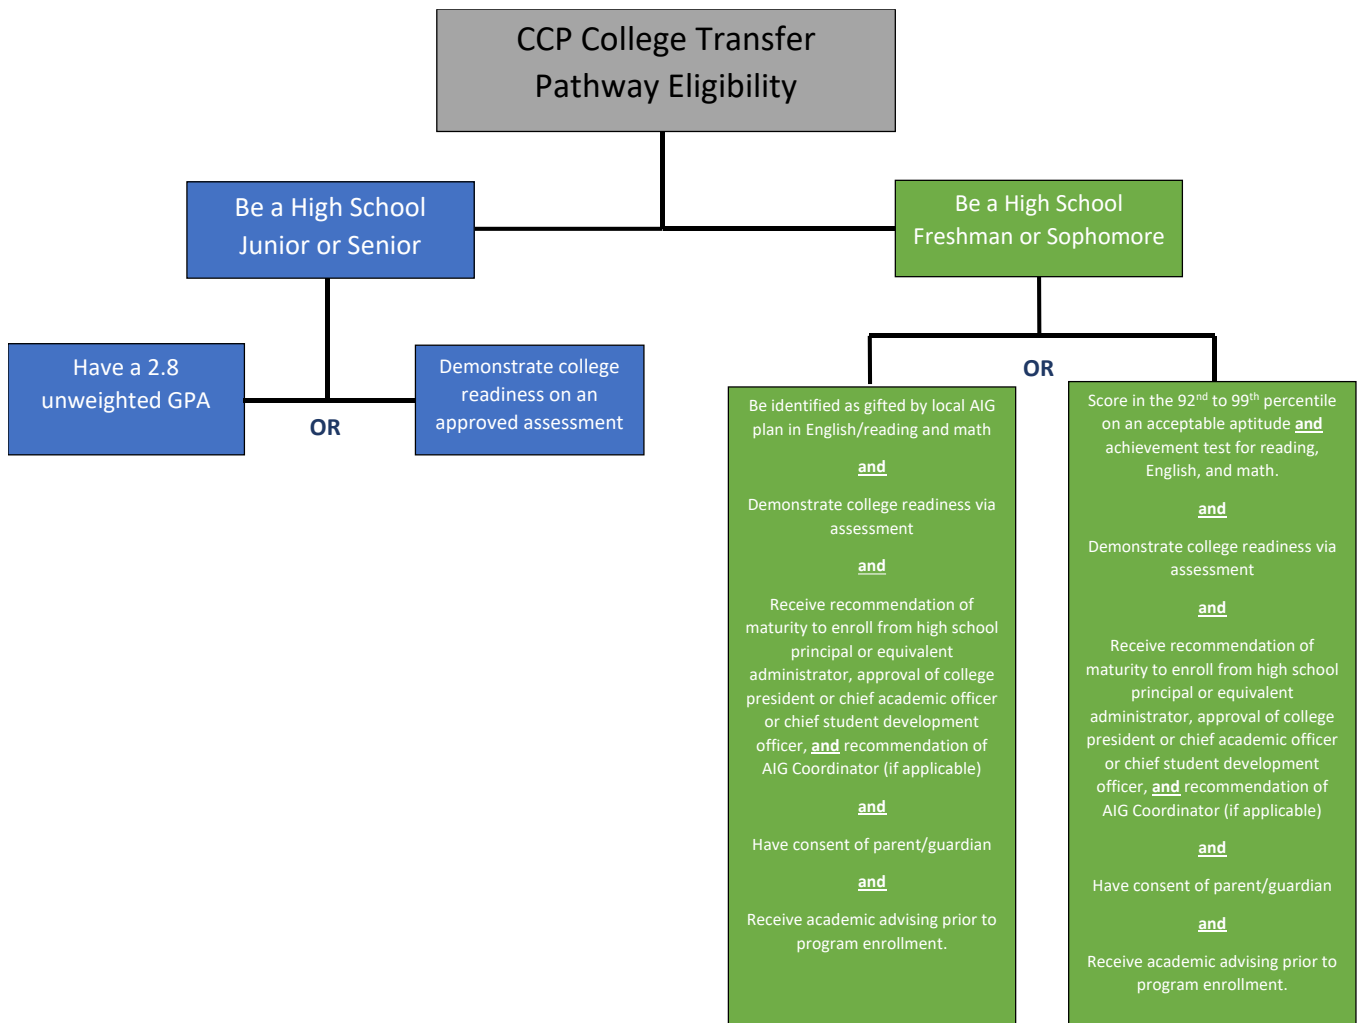 CCP College Transfer
Pathway Eligibility
Be a High School
Junior or Senior
Be a High School
Freshman or Sophomore
Have a 2.8
unweighted GPA
OR
Demonstrate college
readiness on an
approved assessment
OR
Be identified as gifted by local AIG
plan in English/reading and math
and
Demonstrate college readiness via
assessment
and
Receive recommendation of
maturity to enroll from high school
principal or equivalent
administrator, approval of college
president or chief academic officer
or chief student development
officer, and recommendation of
AIG Coordinator (if applicable)
and
Have consent of parent/guardian
and
Receive academic advising prior to
program enrollment.
Score in the 92nd to 99th percentile
on an acceptable aptitude and
achievement test for reading,
English, and math.
and
Demonstrate college readiness via
assessment
and
Receive recommendation of
maturity to enroll from high school
principal or equivalent
administrator, approval of college
president or chief academic officer
or chief student development
officer, and recommendation of
AIG Coordinator (if applicable)
and
Have consent of parent/guardian
and
Receive academic advising prior to
program enrollment.